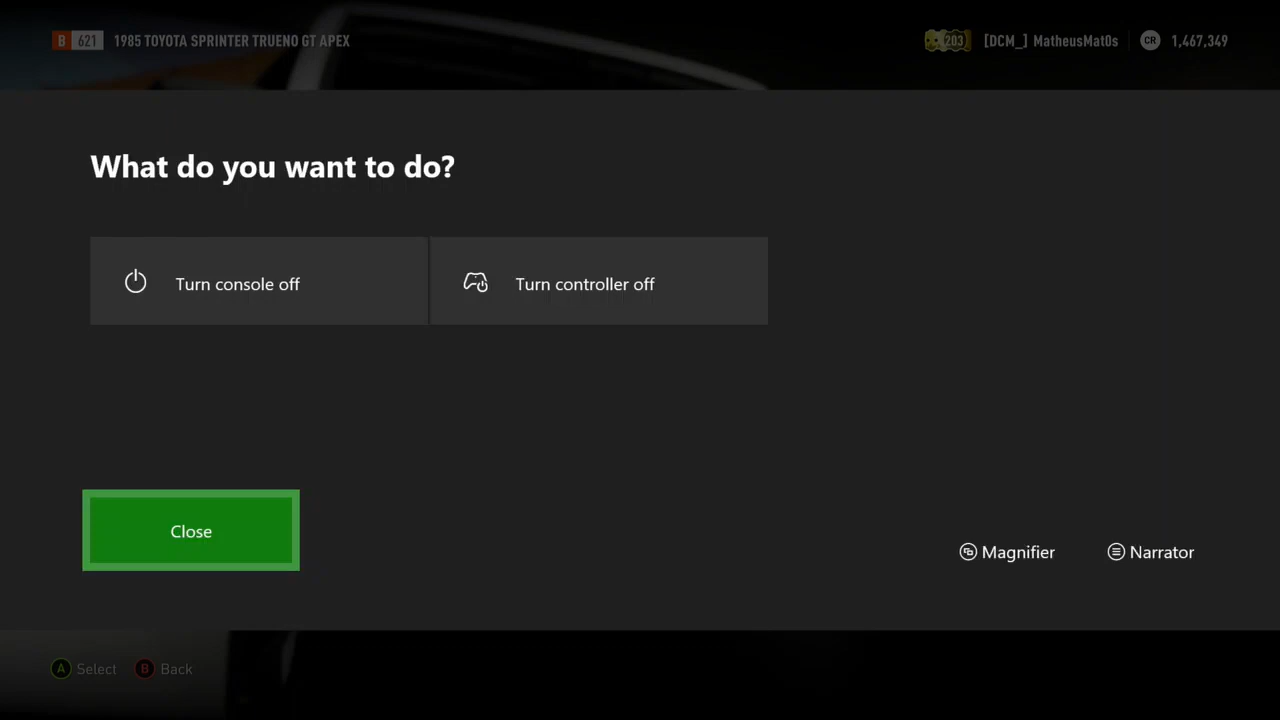 B 621 1985 TOYOTA SPRINTER TRUENO GT APEX
203 [DCM_] MatheusMat0s CR 1,467,349
What do you want to do?
Turn console off
Turn controller off
Close
Magnifier
Narrator
A Select B Back